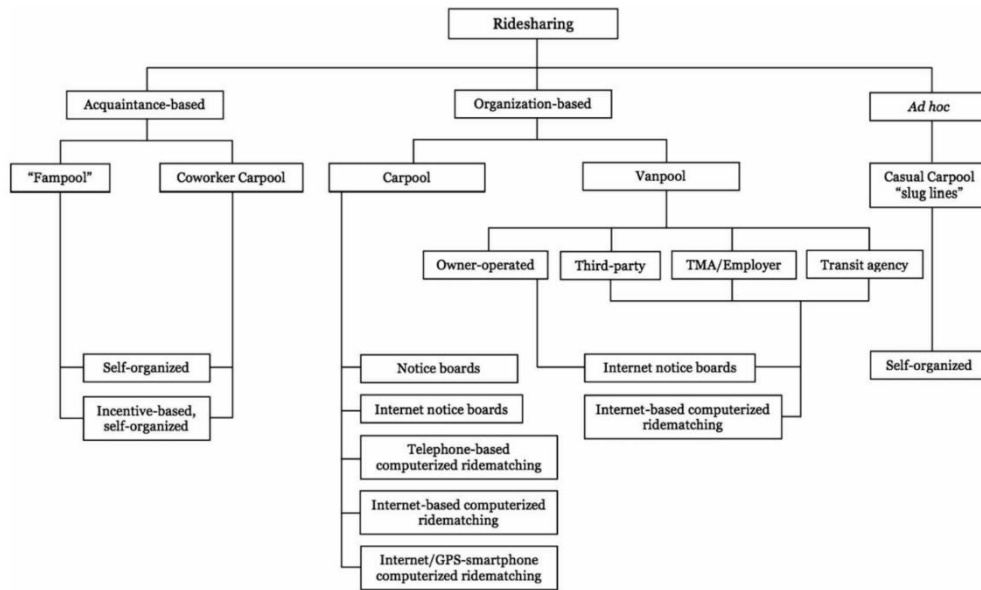 Ridesharing
Acquaintance-based
Organization-based
Ad hoc
“Fampool”
Coworker Carpool
Carpool
Vanpool
Casual Carpool
“slug lines”
Owner-operated
Third-party
TMA/Employer
Transit agency
Self-organized
Incentive-based,
self-organized
Notice boards
Internet notice boards
Telephone-based
computerized ridematching
Internet-based computerized
ridematching
Internet/GPS-smartphone
computerized ridematching
Internet notice boards
Internet-based computerized
ridematching
Self-organized